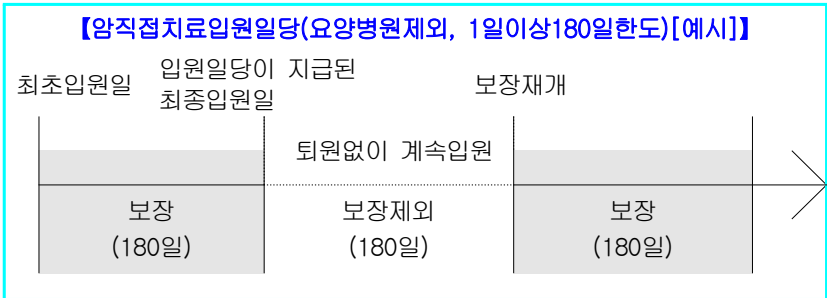 【암직접치료입원일당(요양병원제외, 1일이상180일한도)[예시]】
최초입원일
입원일당이 지급된
최종입원일
보장재개
퇴원없이 계속입원
보장
(180일)
보장제외
(180일)
보장
(180일)